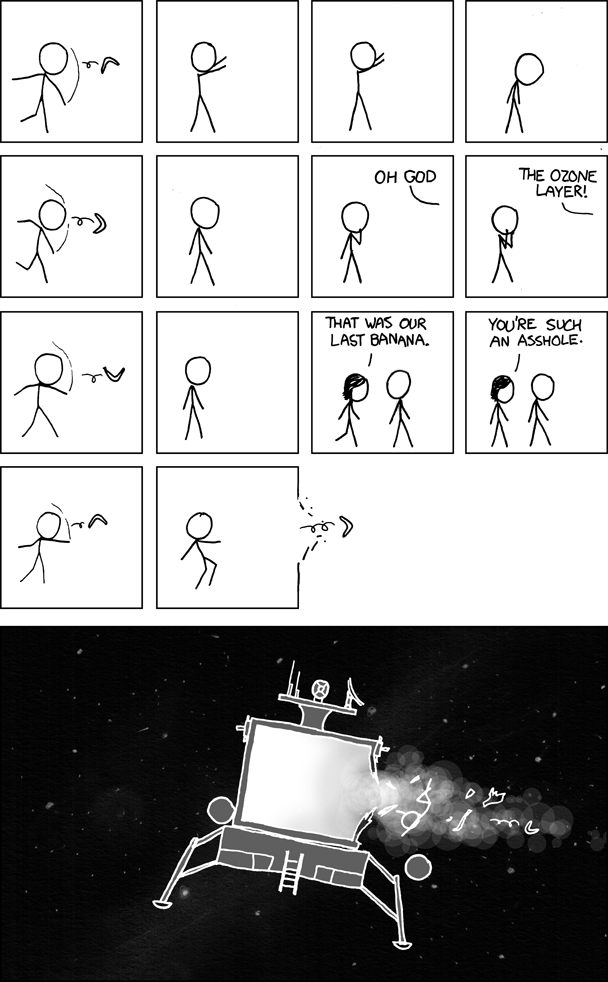 OH GOD
THE OZONE
LAYER!
THAT WAS OUR
LAST BANANA.
YOU'RE SUCH
AN ASSHOLE.